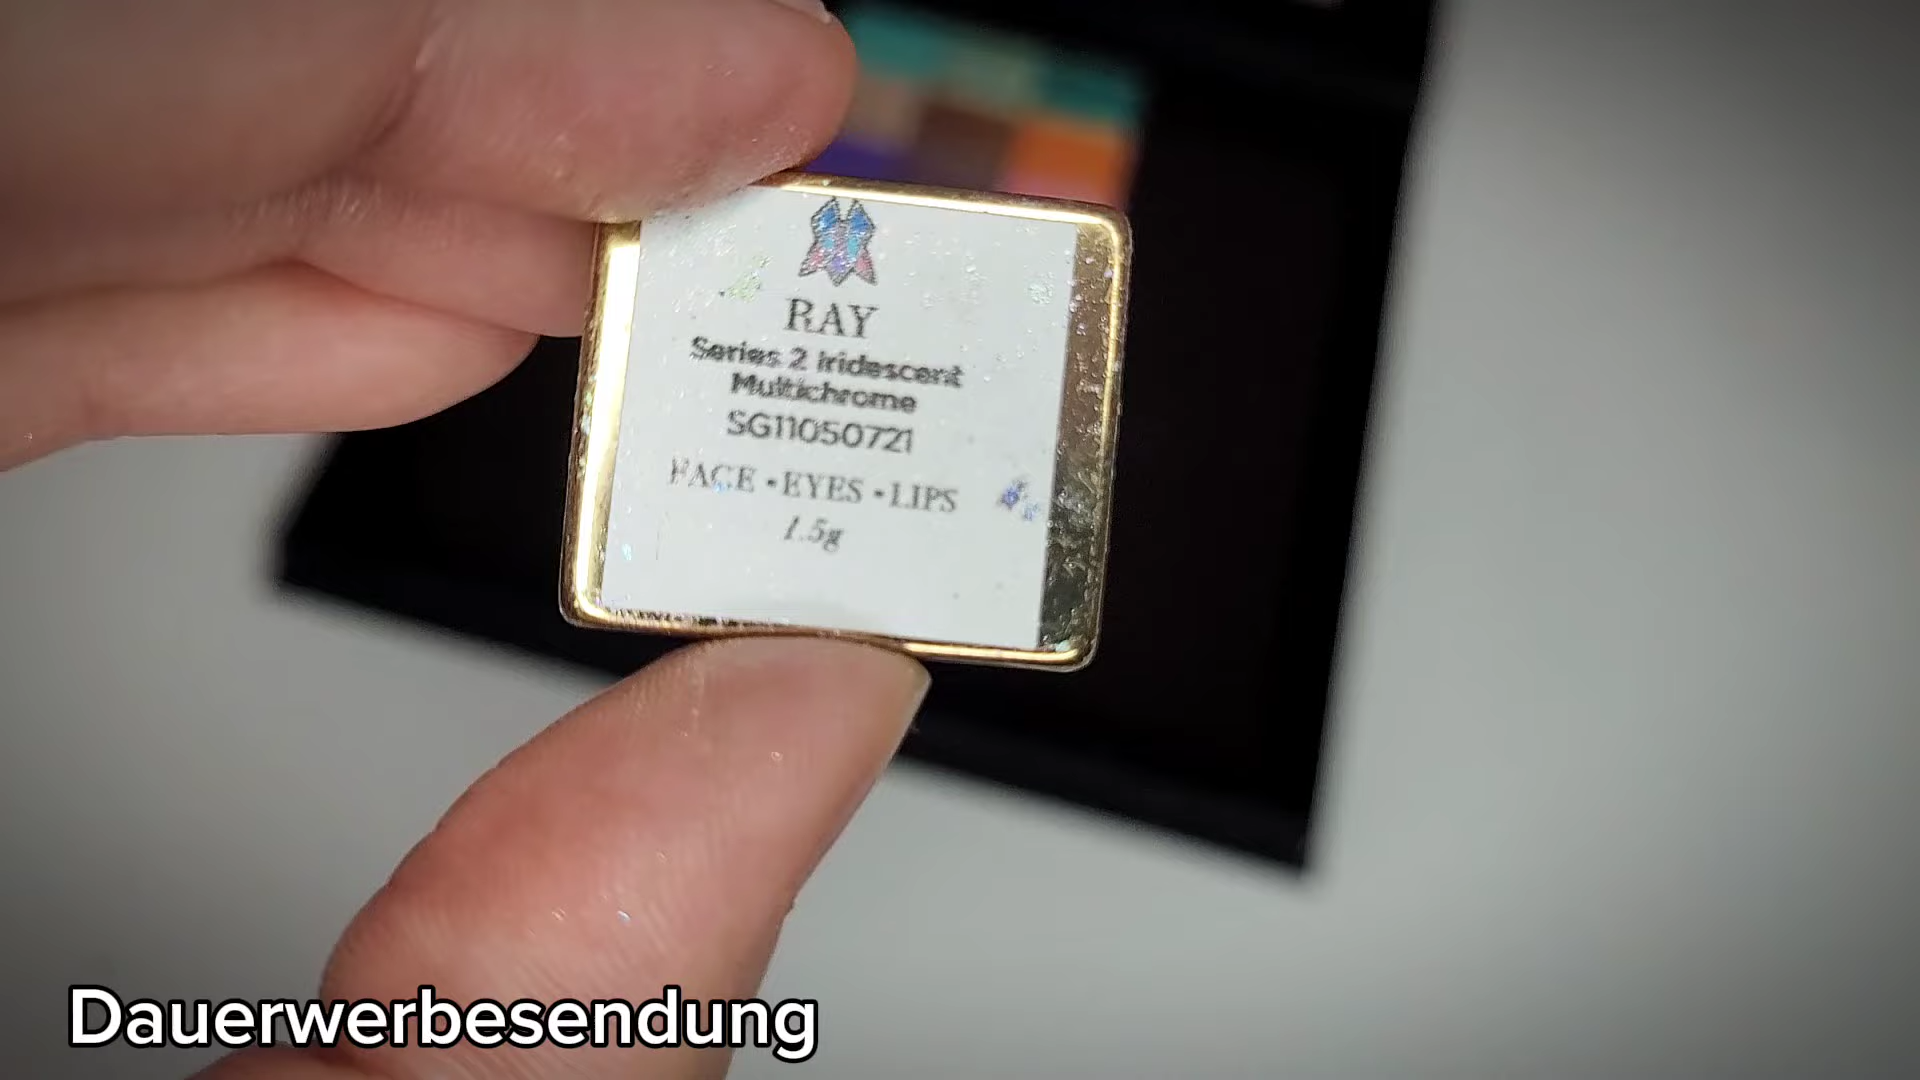 RAY
Series 2 Iridescent
Multichrome
SG11050721
FACE • EYES • LIPS
1.5g
Dauerwerbesendung